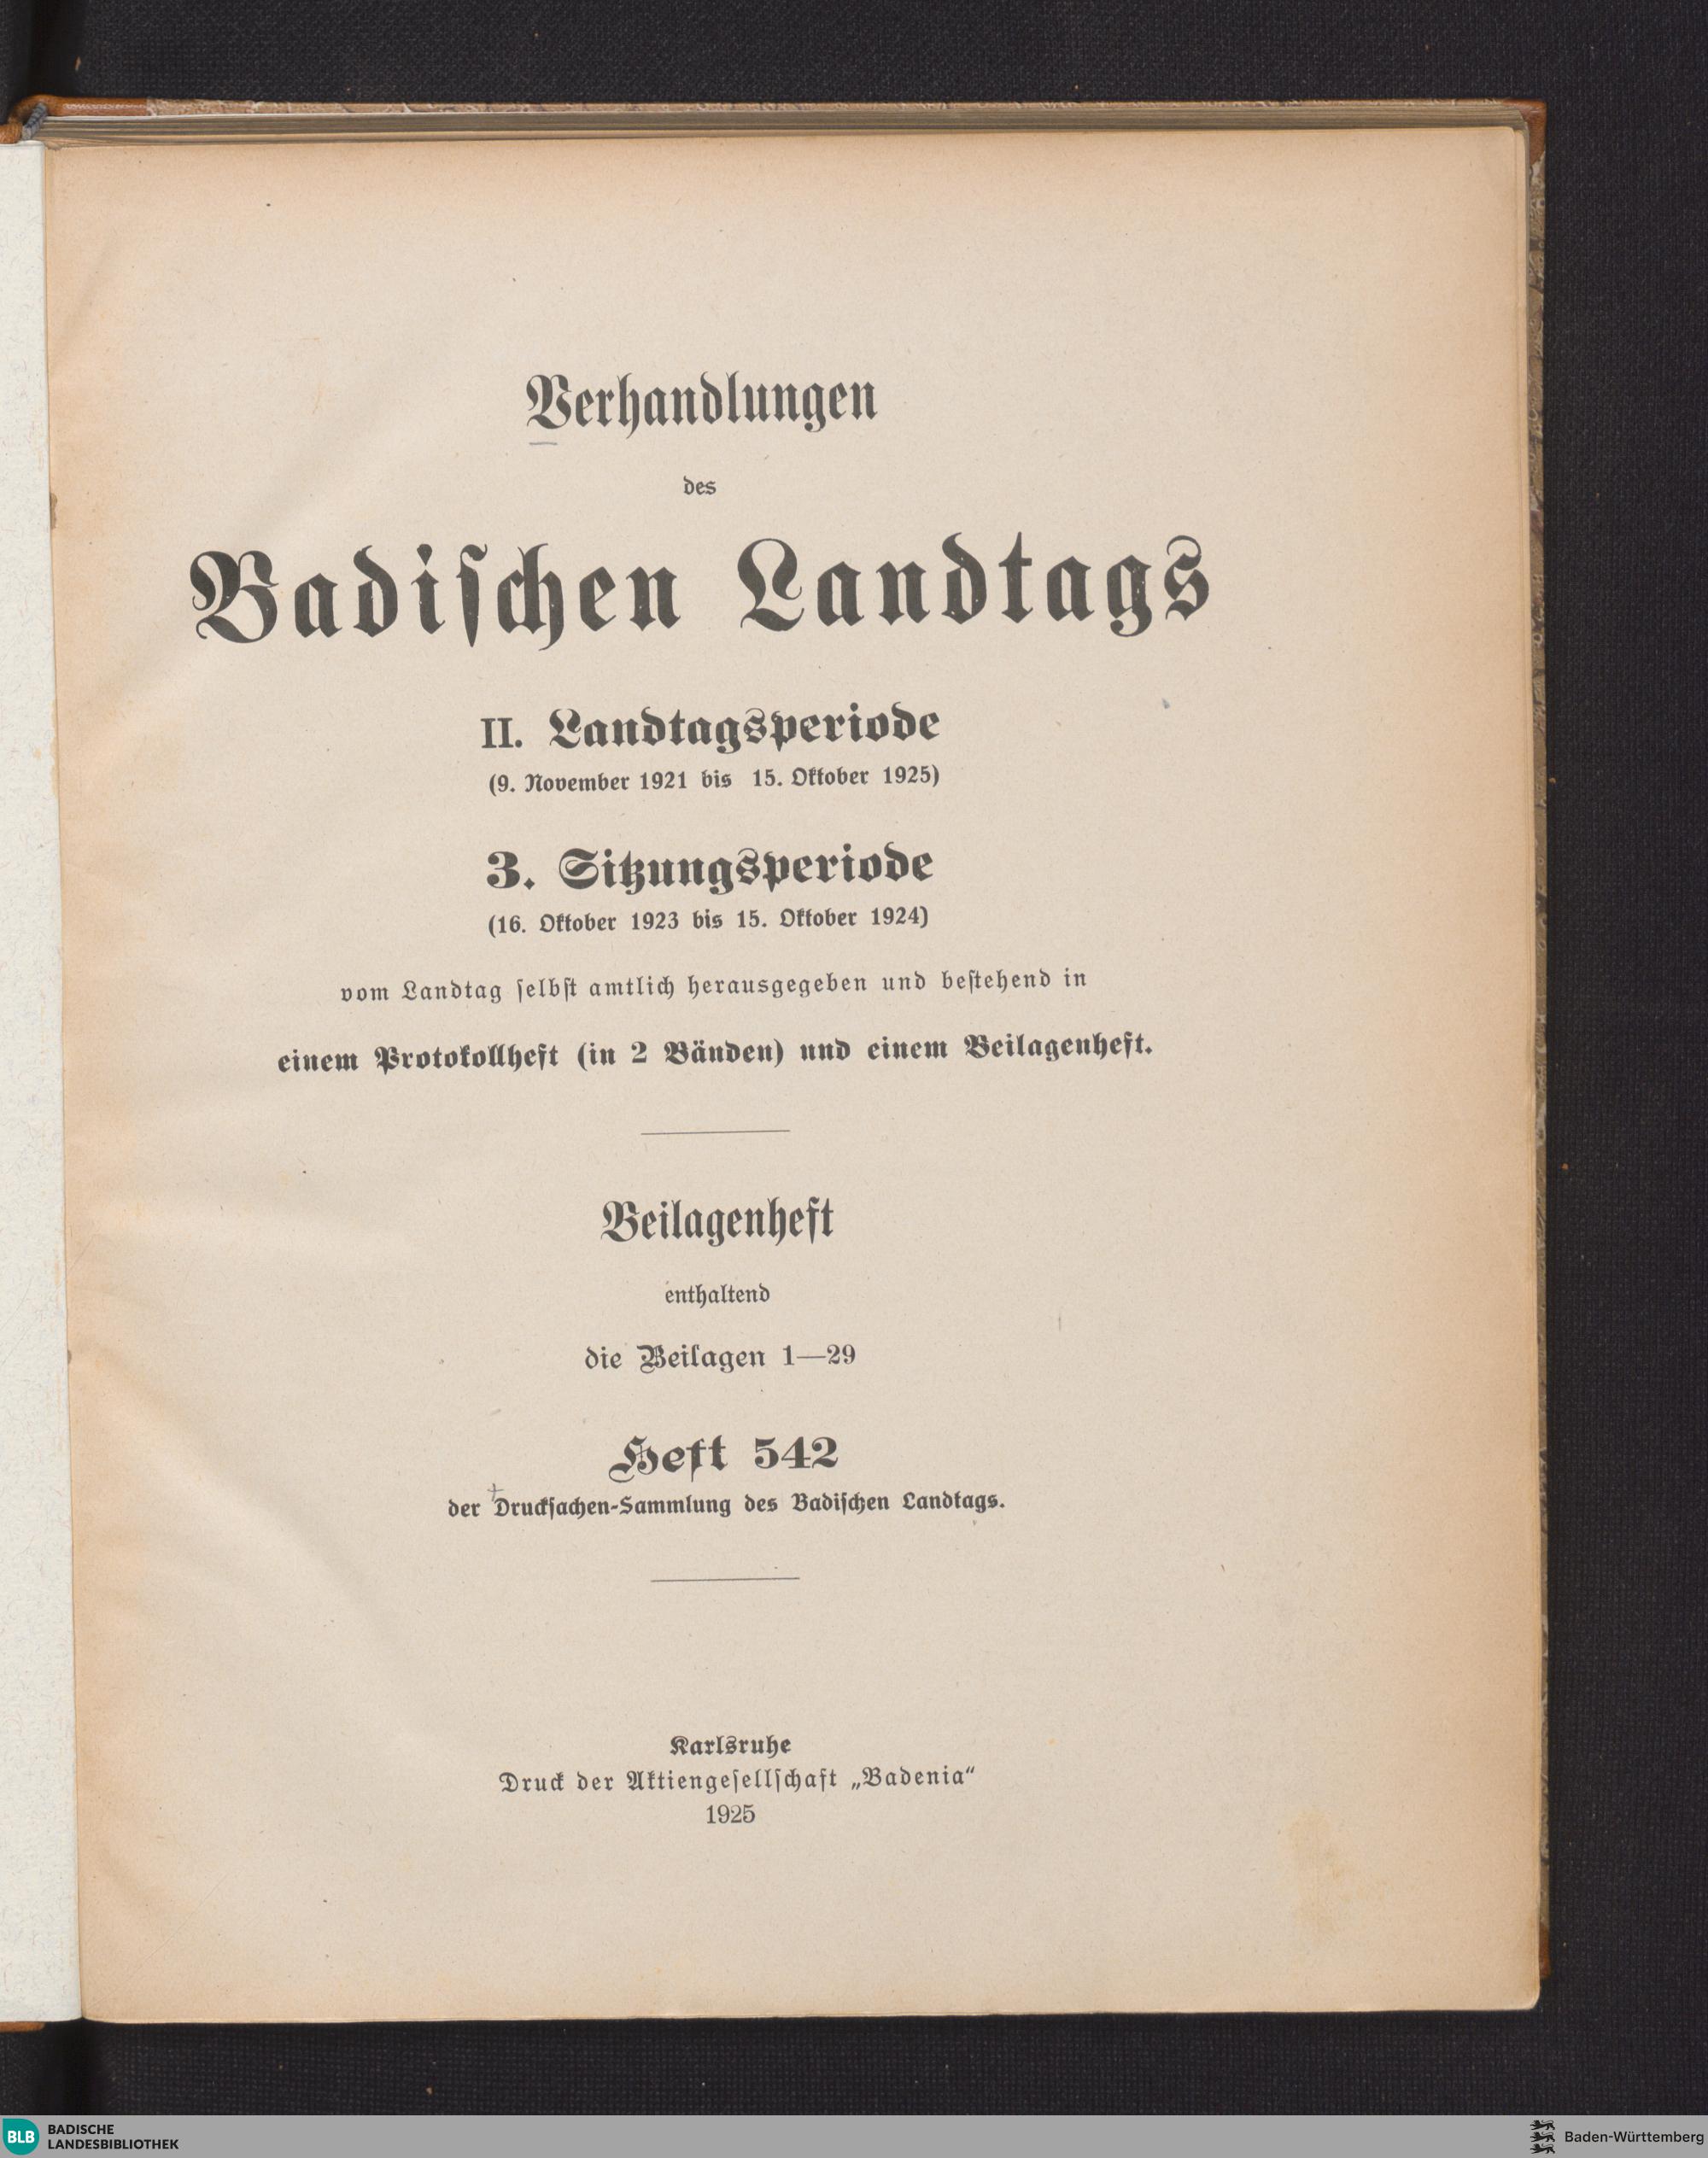 Verhandlungen
des
Badiſchen Landtags
II. Landtagsperiode
(9. November 1921 bis 15. Oktober 1925)
3. Sitzungsperiode
(16. Oktober 1923 bis 15. Oktober 1924)
vom Landtag ſelbſt amtlich herausgegeben und beſtehend in
einem Protokollheft (in 2 Bänden) und einem Beilagenheft.
Beilagenheft
enthaltend
die Beilagen 1—29
Heft 542
der Druckſachen-Sammlung des Badiſchen Landtags.
Karlsruhe
Druck der Aktiengeſellſchaft „Badenia“
1925
BLB BADISCHE
LANDESBIBLIOTHEK
Baden-Württemberg